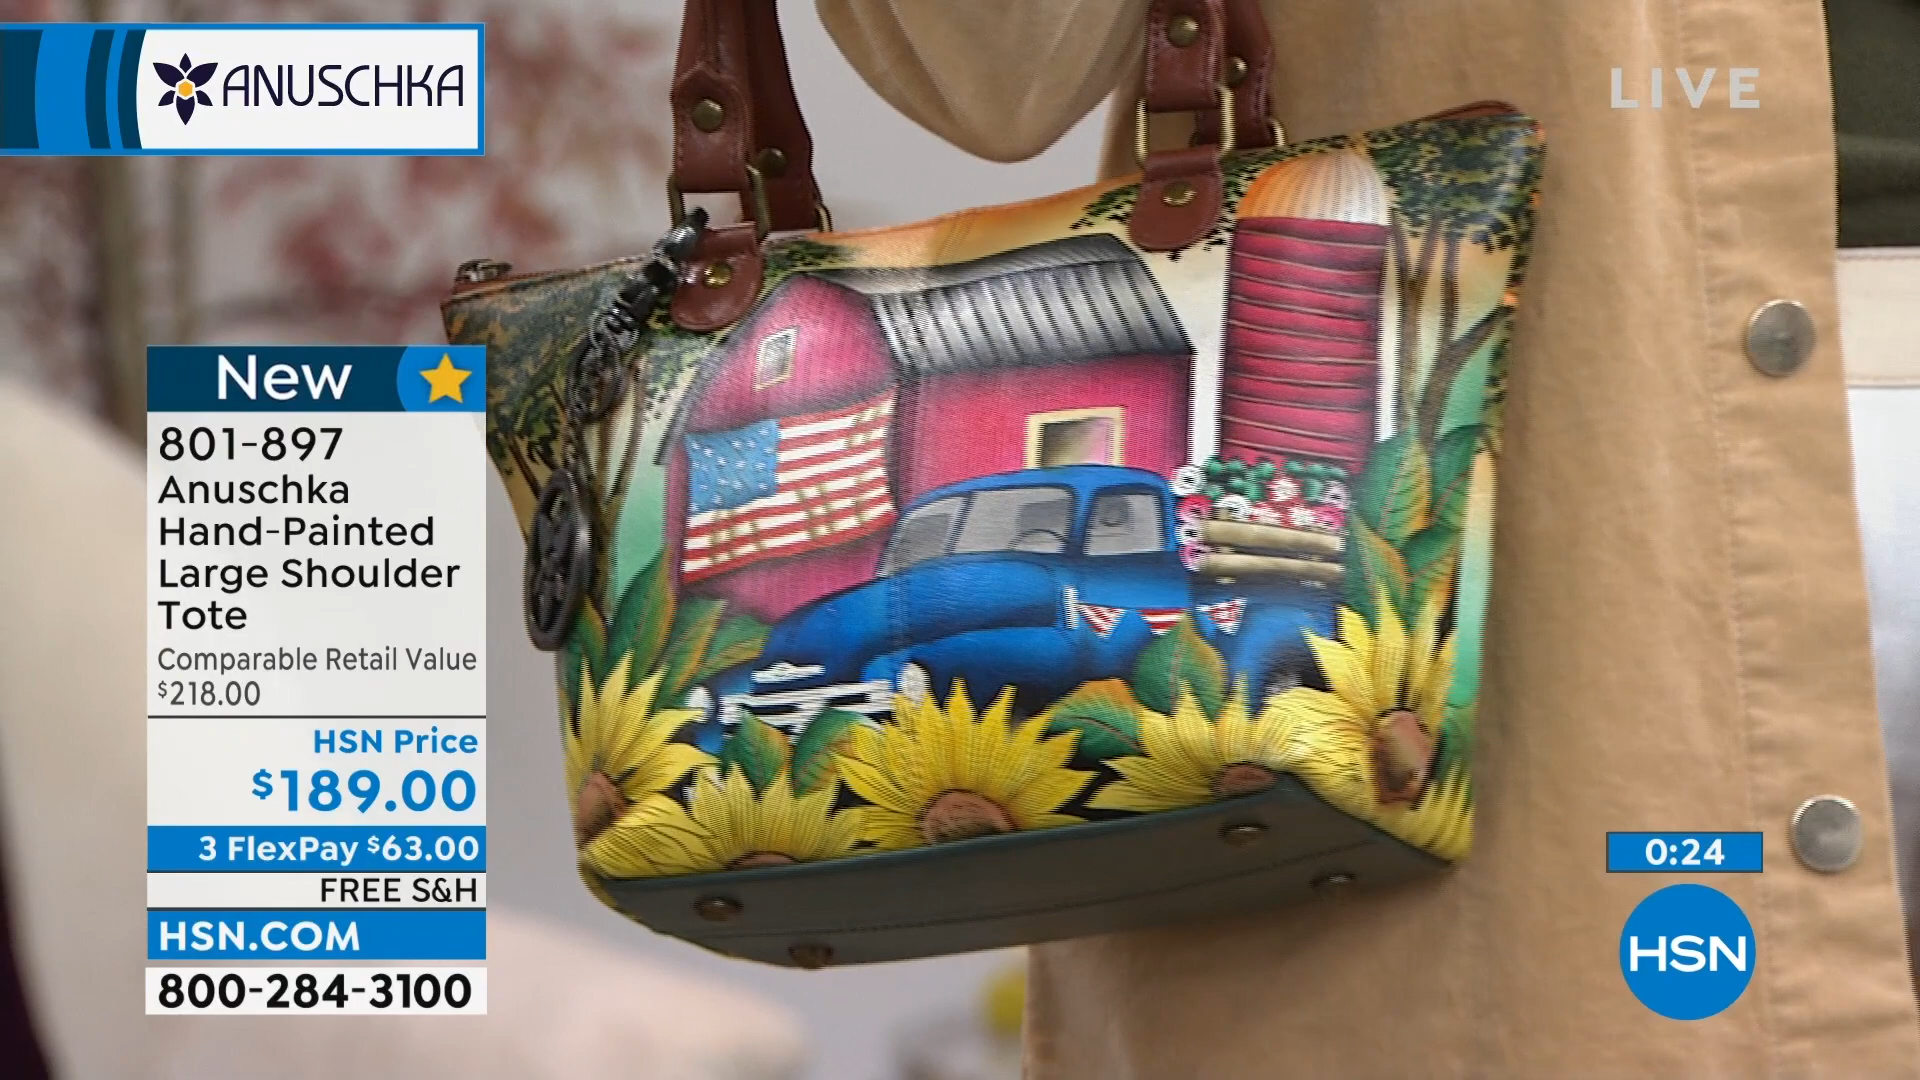 ANUSCHKA
LIVE
New
801-897
Anuschka
Hand-Painted
Large Shoulder
Tote
Comparable Retail Value
$218.00
HSN Price
$189.00
3 FlexPay $63.00
FREE S&H
HSN.COM
800-284-3100
0:24
HSN